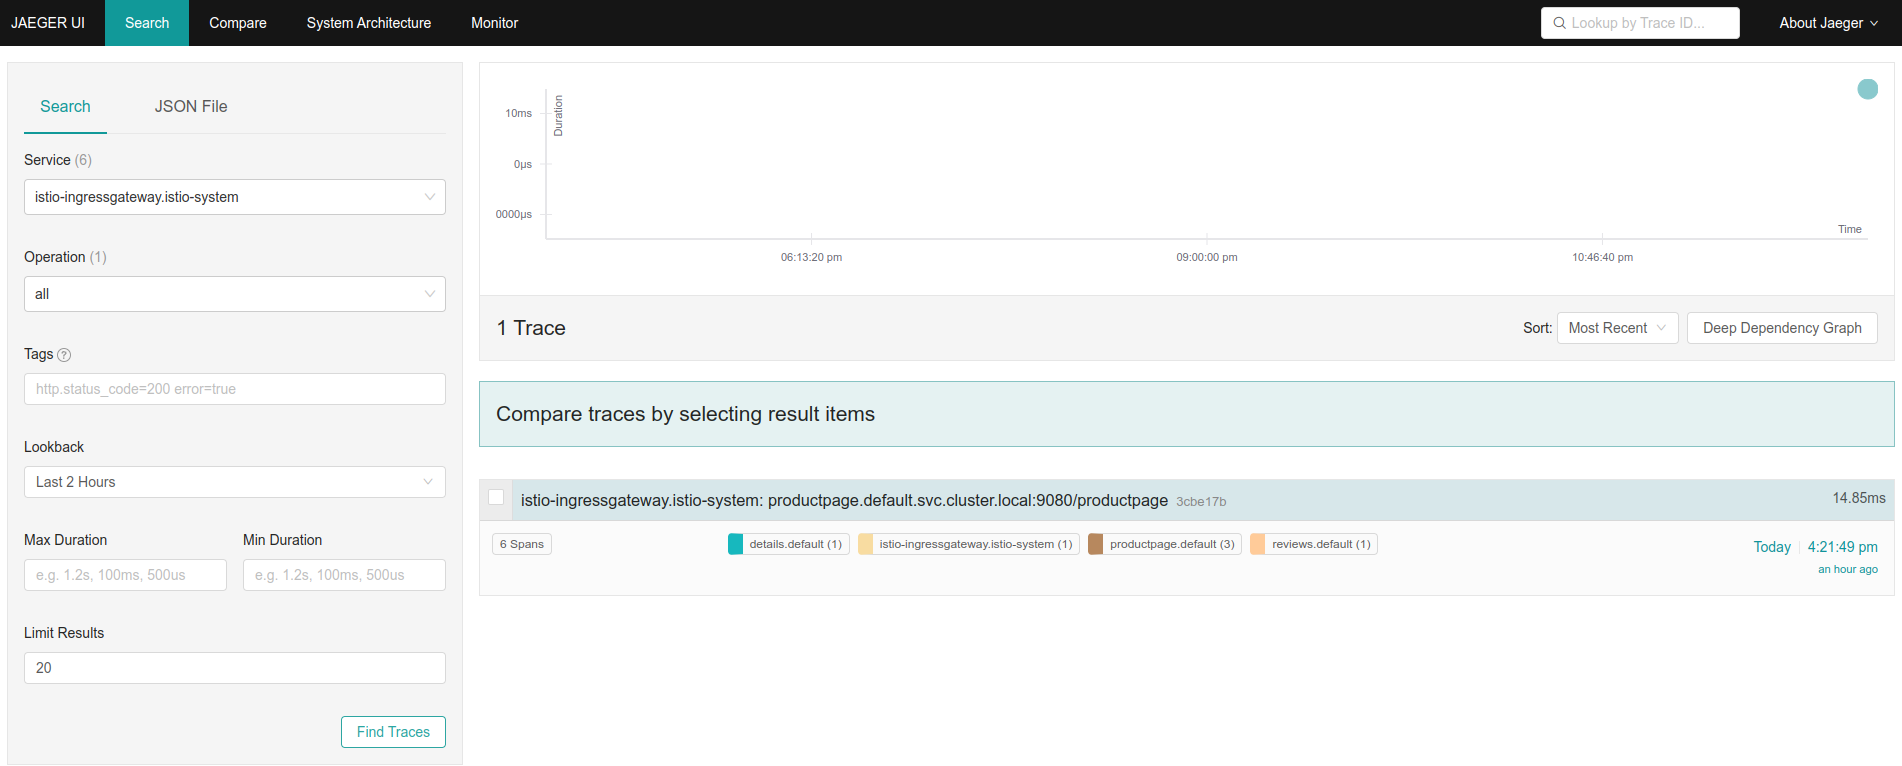 JAEGER UI
Search
Compare
System Architecture
Monitor
Lookup by Trace ID...
About Jaeger
Search
JSON File
Service (6)
istio-ingressgateway.istio-system
Operation (1)
all
Tags ?
http.status_code=200 error=true
Lookback
Last 2 Hours
Max Duration
Min Duration
e.g. 1.2s, 100ms, 500us
e.g. 1.2s, 100ms, 500us
Limit Results
20
Find Traces
Duration
10ms
0μs
0000μs
Time
06:13:20 pm
09:00:00 pm
10:46:40 pm
1 Trace
Sort: Most Recent
Deep Dependency Graph
Compare traces by selecting result items
istio-ingressgateway.istio-system: productpage.default.svc.cluster.local:9080/productpage 3cbe17b
14.85ms
6 Spans
details.default (1)
istio-ingressgateway.istio-system (1)
productpage.default (3)
reviews.default (1)
Today
4:21:49 pm
an hour ago